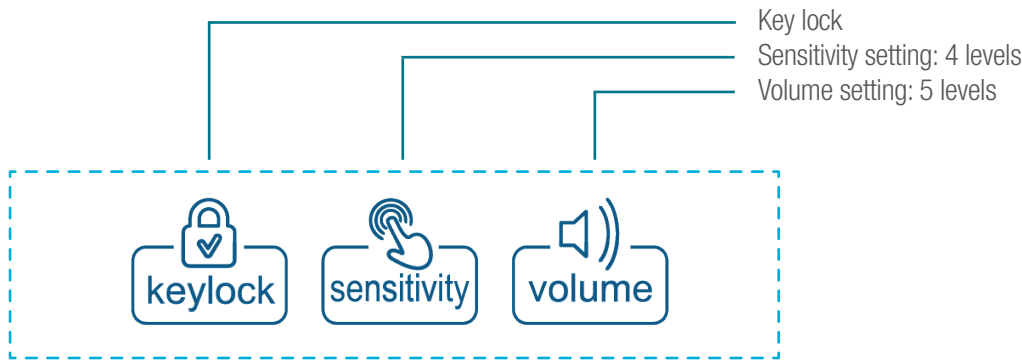 Key lock
Sensitivity setting: 4 levels
Volume setting: 5 levels
keylock
sensitivity
volume